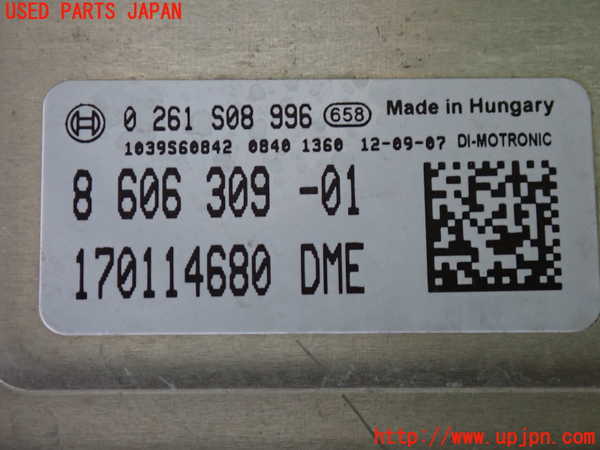 USED PARTS JAPAN
0 261 S08 996 658 Made in Hungary
1039S60842 0840 1360 12-09-07 DI-MOTRONIC
8 606 309 -01
170114680 DME
http://www.upjpn.com/